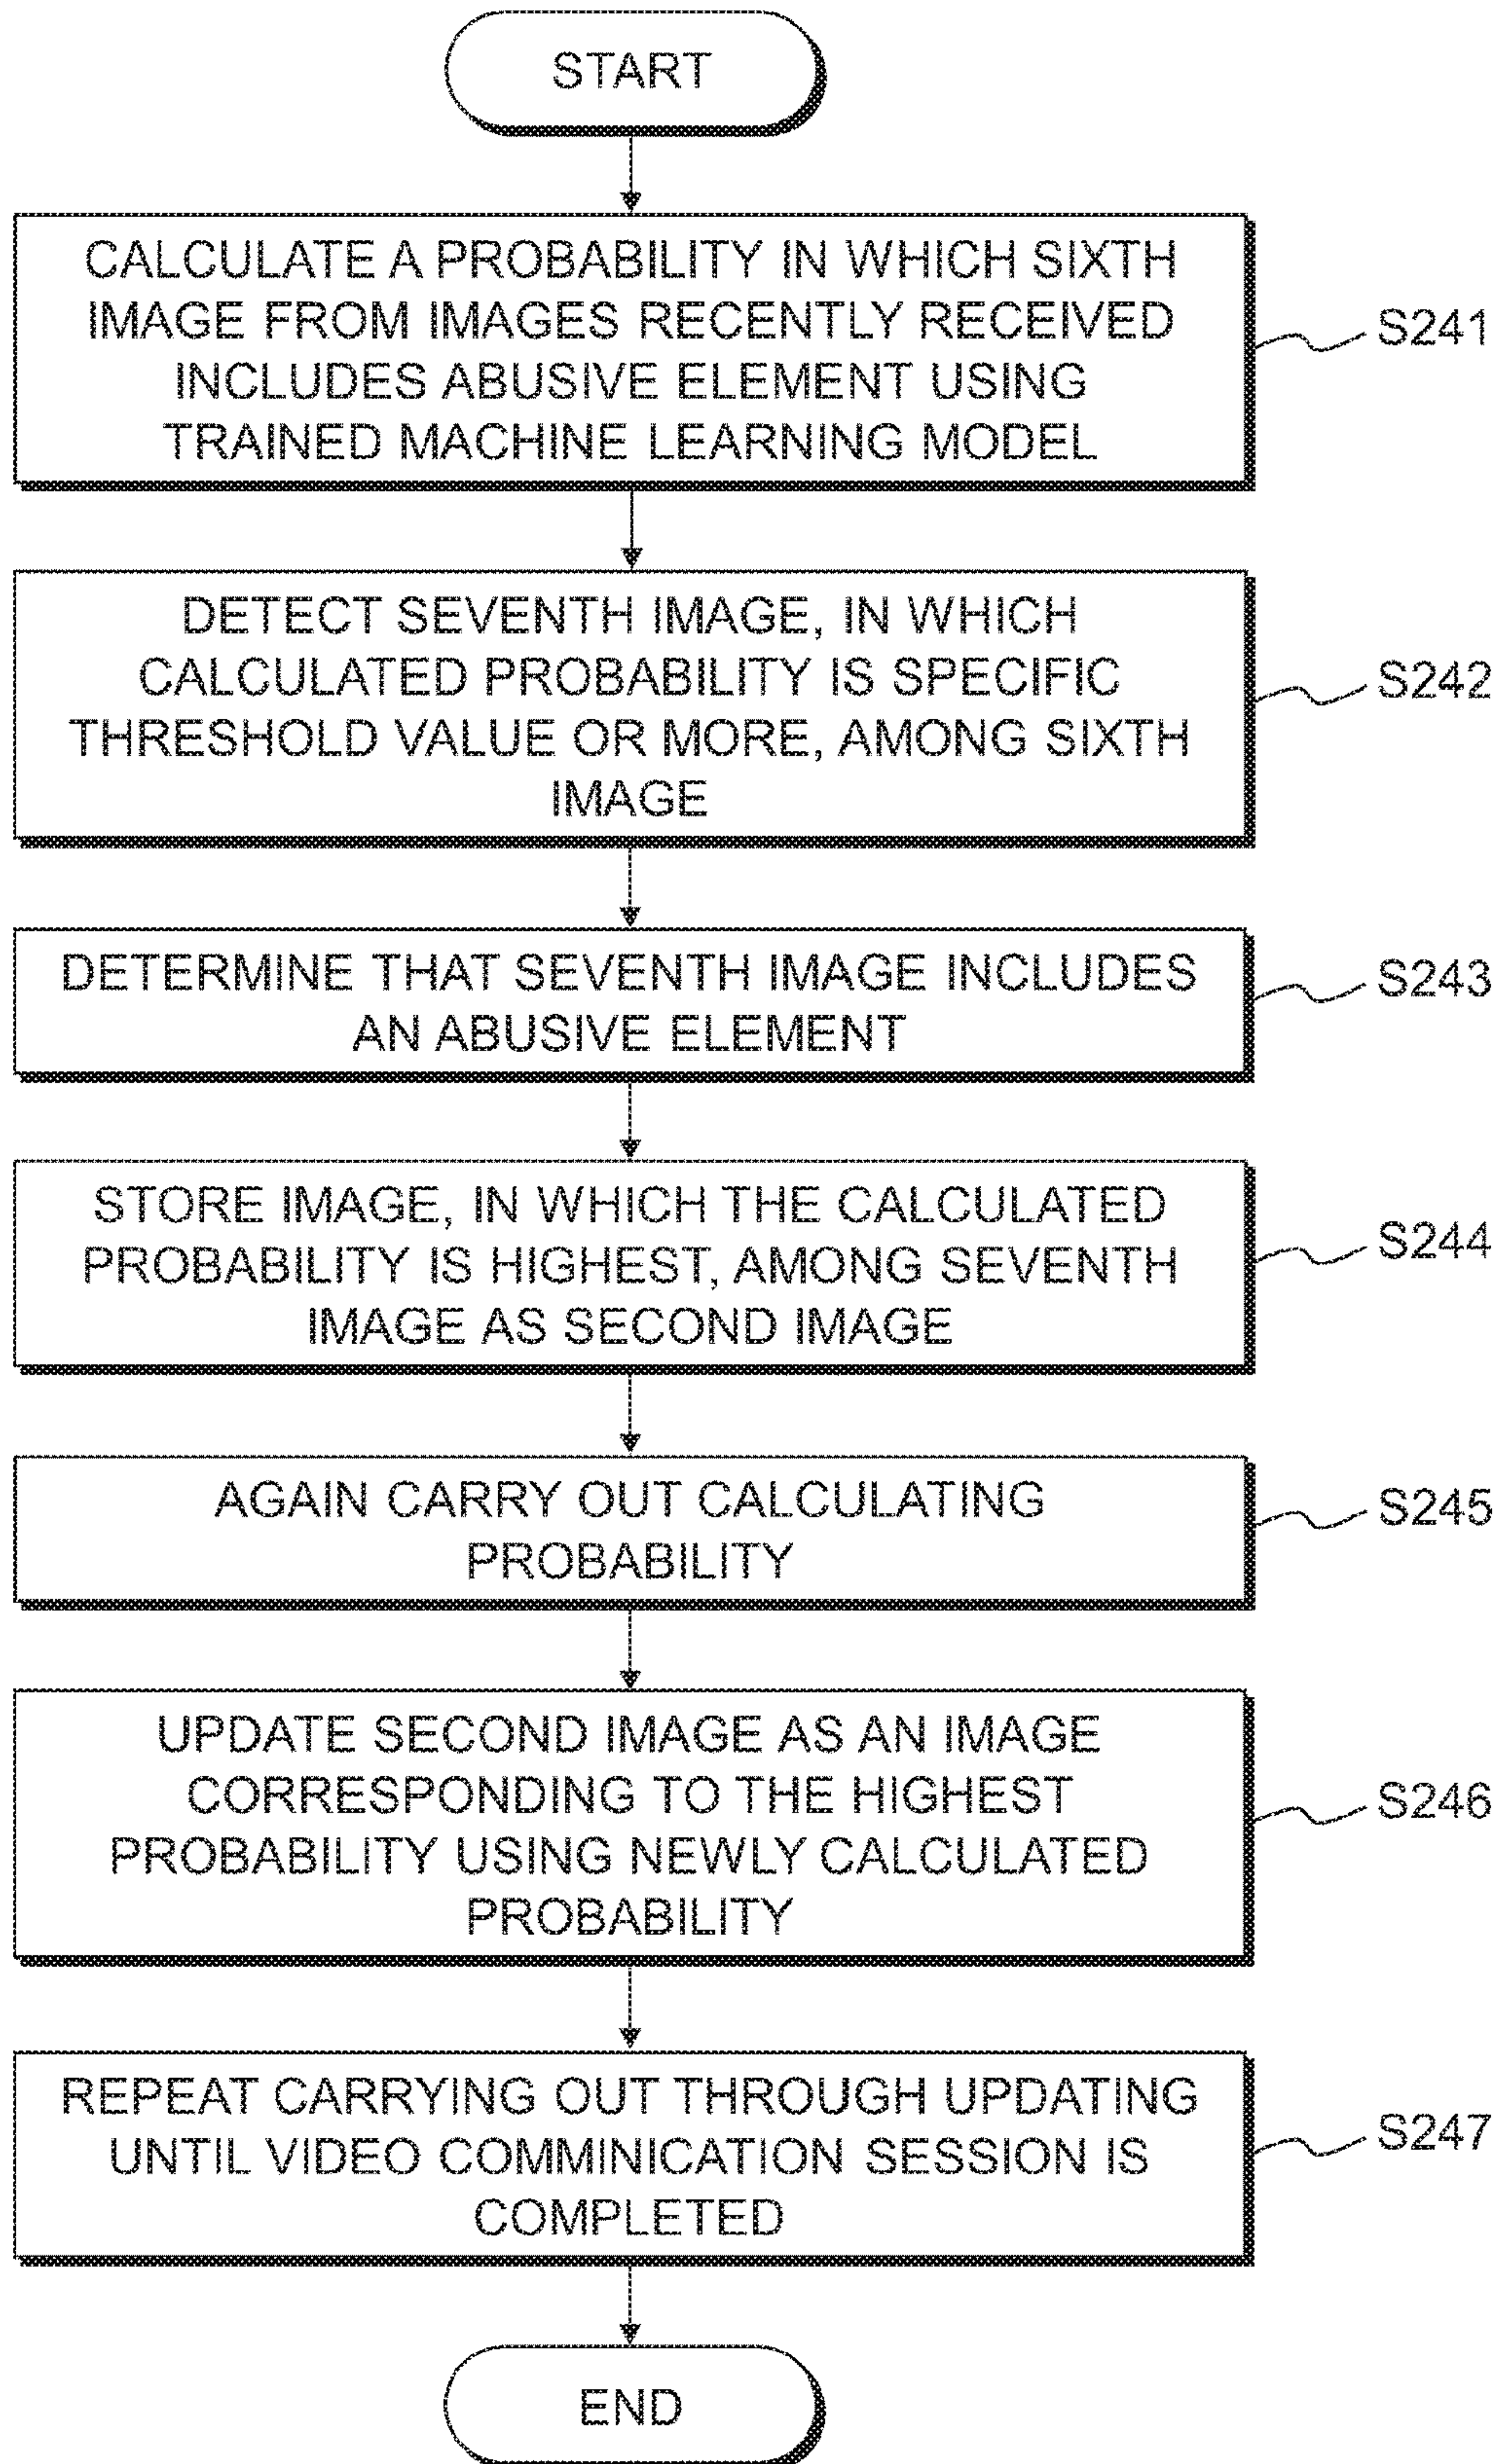 START
CALCULATE A PROBABILITY IN WHICH SIXTH
IMAGE FROM IMAGES RECENTLY RECEIVED
INCLUDES ABUSIVE ELEMENT USING
TRAINED MACHINE LEARNING MODEL
S241
DETECT SEVENTH IMAGE, IN WHICH
CALCULATED PROBABILITY IS SPECIFIC
THRESHOLD VALUE OR MORE, AMONG SIXTH
IMAGE
S242
DETERMINE THAT SEVENTH IMAGE INCLUDES
AN ABUSIVE ELEMENT
S243
STORE IMAGE, IN WHICH THE CALCULATED
PROBABILITY IS HIGHEST, AMONG SEVENTH
IMAGE AS SECOND IMAGE
S244
AGAIN CARRY OUT CALCULATING
PROBABILITY
S245
UPDATE SECOND IMAGE AS AN IMAGE
CORRESPONDING TO THE HIGHEST
PROBABILITY USING NEWLY CALCULATED
PROBABILITY
S246
REPEAT CARRYING OUT THROUGH UPDATING
UNTIL VIDEO COMMINICATION SESSION IS
COMPLETED
S247
END